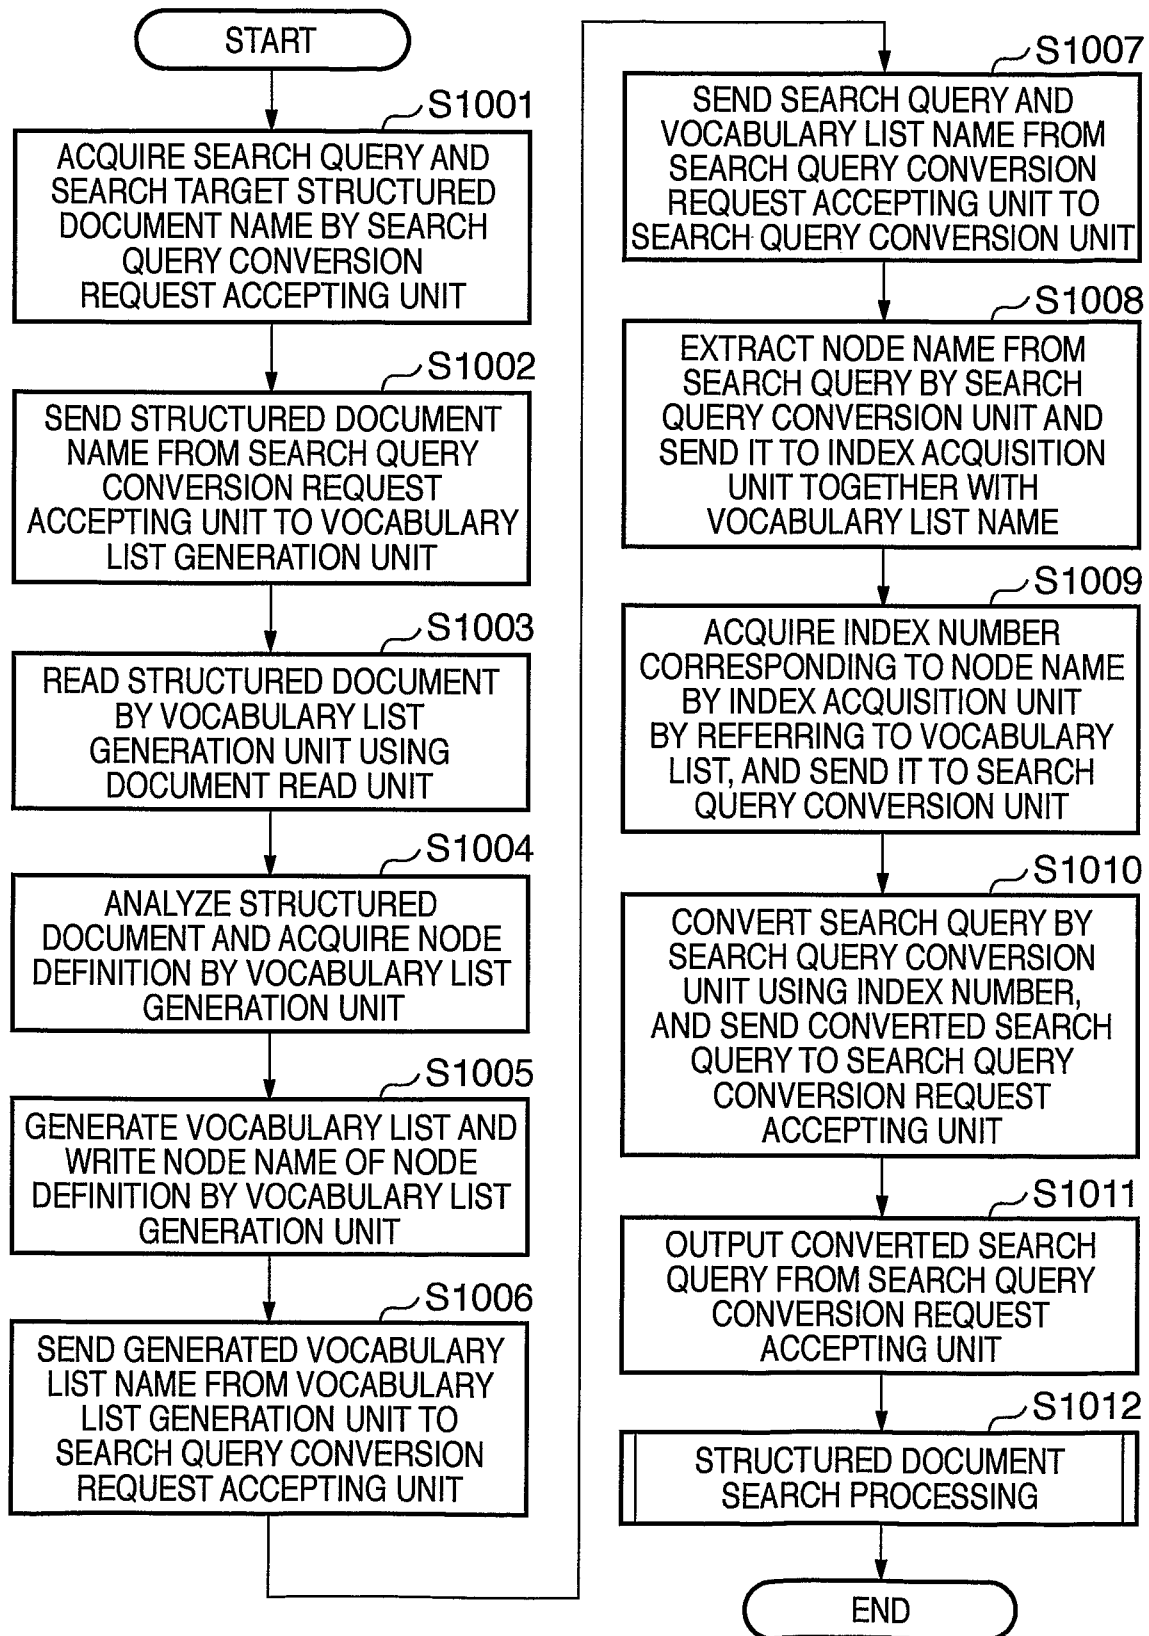 START
S1001
ACQUIRE SEARCH QUERY AND
SEARCH TARGET STRUCTURED
DOCUMENT NAME BY SEARCH
QUERY CONVERSION
REQUEST ACCEPTING UNIT
S1002
SEND STRUCTURED DOCUMENT
NAME FROM SEARCH QUERY
CONVERSION REQUEST
ACCEPTING UNIT TO VOCABULARY
LIST GENERATION UNIT
S1003
READ STRUCTURED DOCUMENT
BY VOCABULARY LIST
GENERATION UNIT USING
DOCUMENT READ UNIT
S1004
ANALYZE STRUCTURED
DOCUMENT AND ACQUIRE NODE
DEFINITION BY VOCABULARY LIST
GENERATION UNIT
S1005
GENERATE VOCABULARY LIST AND
WRITE NODE NAME OF NODE
DEFINITION BY VOCABULARY LIST
GENERATION UNIT
S1006
SEND GENERATED VOCABULARY
LIST NAME FROM VOCABULARY
LIST GENERATION UNIT TO
SEARCH QUERY CONVERSION
REQUEST ACCEPTING UNIT
S1007
SEND SEARCH QUERY AND
VOCABULARY LIST NAME FROM
SEARCH QUERY CONVERSION
REQUEST ACCEPTING UNIT TO
SEARCH QUERY CONVERSION UNIT
S1008
EXTRACT NODE NAME FROM
SEARCH QUERY BY SEARCH
QUERY CONVERSION UNIT AND
SEND IT TO INDEX ACQUISITION
UNIT TOGETHER WITH
VOCABULARY LIST NAME
S1009
ACQUIRE INDEX NUMBER
CORRESPONDING TO NODE NAME
BY INDEX ACQUISITION UNIT
BY REFERRING TO VOCABULARY
LIST, AND SEND IT TO SEARCH
QUERY CONVERSION UNIT
S1010
CONVERT SEARCH QUERY BY
SEARCH QUERY CONVERSION
UNIT USING INDEX NUMBER,
AND SEND CONVERTED SEARCH
QUERY TO SEARCH QUERY
CONVERSION REQUEST
ACCEPTING UNIT
S1011
OUTPUT CONVERTED SEARCH
QUERY FROM SEARCH QUERY
CONVERSION REQUEST
ACCEPTING UNIT
S1012
STRUCTURED DOCUMENT
SEARCH PROCESSING
END